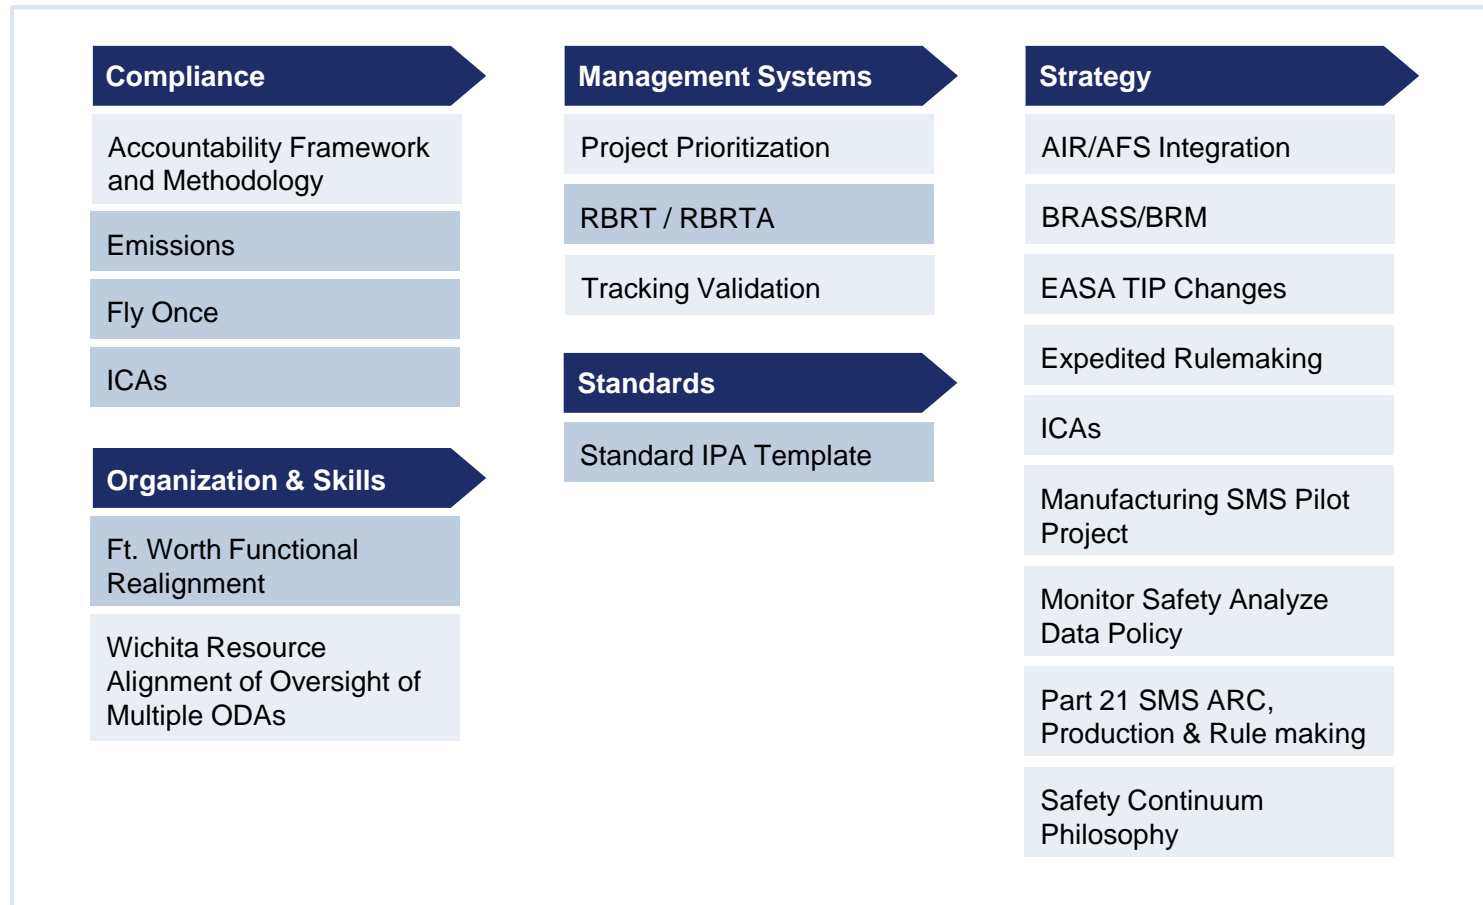 Compliance
Accountability Framework
and Methodology
Emissions
Fly Once
ICAs
Organization & Skills
Ft. Worth Functional
Realignment
Wichita Resource
Alignment of Oversight of
Multiple ODAs
Management Systems
Project Prioritization
RBRT / RBRTA
Tracking Validation
Standards
Standard IPA Template
Strategy
AIR/AFS Integration
BRASS/BRM
EASA TIP Changes
Expedited Rulemaking
ICAs
Manufacturing SMS Pilot
Project
Monitor Safety Analyze
Data Policy
Part 21 SMS ARC,
Production & Rule making
Safety Continuum
Philosophy